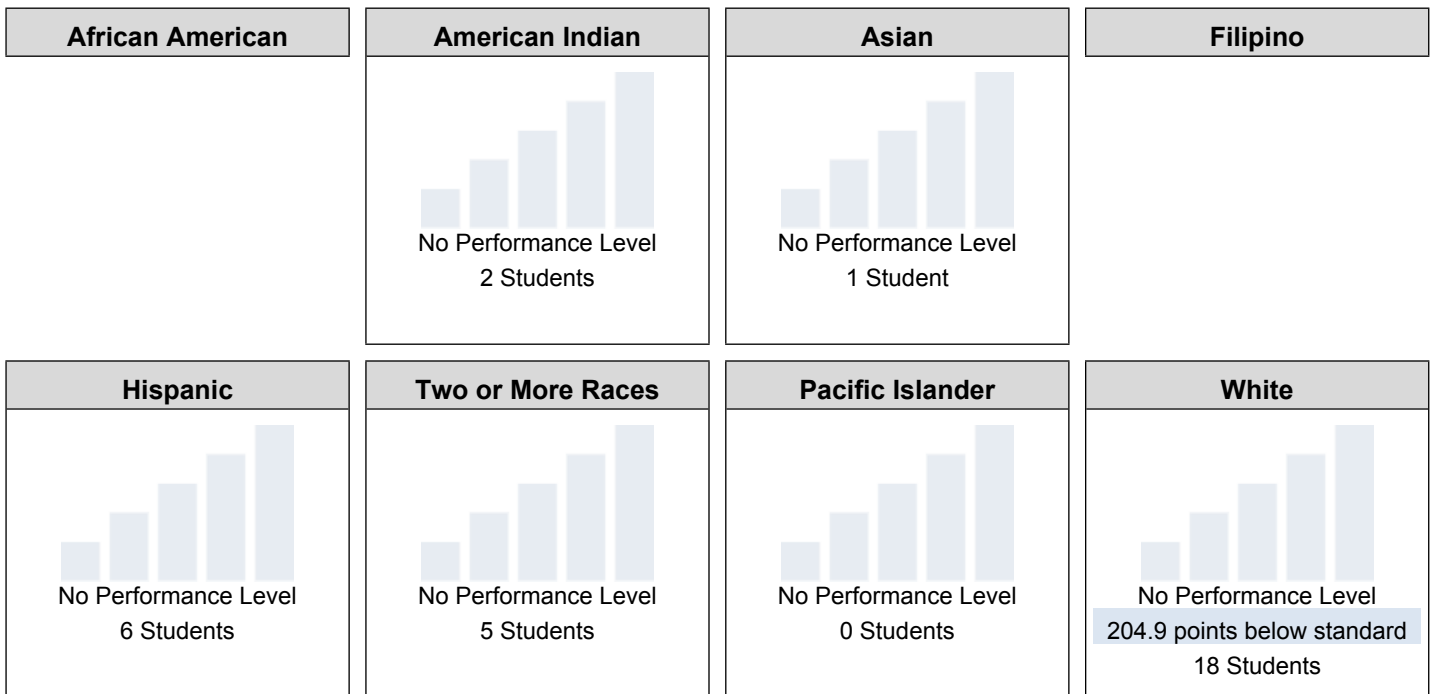 African American
American Indian
Asian
Filipino
No Performance Level
2 Students
No Performance Level
1 Student
Hispanic
Two or More Races
Pacific Islander
White
No Performance Level
6 Students
No Performance Level
5 Students
No Performance Level
0 Students
No Performance Level
204.9 points below standard
18 Students